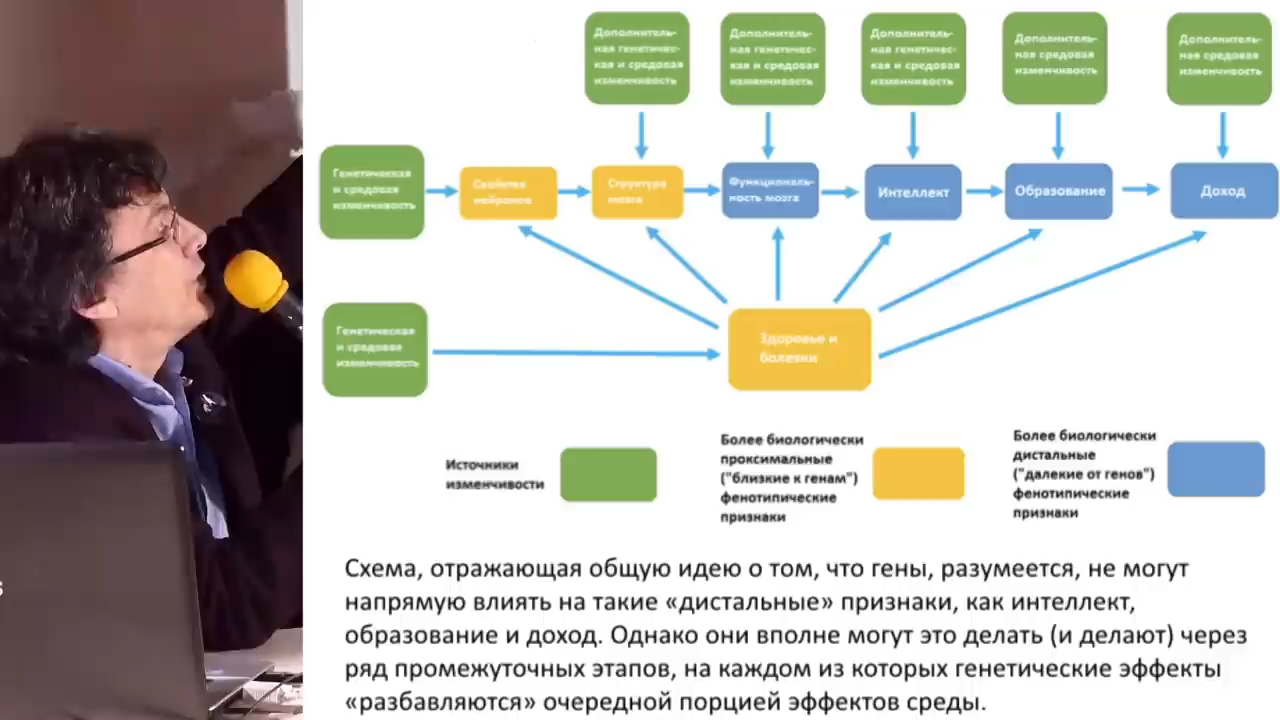 Дополнитель-
ная генетичес-
кая и средовая
изменчивость
Дополнитель-
ная генетичес-
кая и средовая
изменчивость
Дополнитель-
ная генетичес-
кая и средовая
изменчивость
Дополнитель-
ная средовая
изменчивость
Дополнитель-
ная средовая
изменчивость
Генетическая
и средовая
изменчивость
Свойства
нейронов
Структура
мозга
Функциональ-
ность мозга
Интеллект
Образование
Доход
Генетическая
и средовая
изменчивость
Здоровье и
болезни
Источники
изменчивости
Более биологически
проксимальные
("близкие к генам")
фенотипические
признаки
Более биологически
дистальные
("далекие от генов")
фенотипические
признаки
Схема, отражающая общую идею о том, что гены, разумеется, не могут
напрямую влиять на такие «дистальные» признаки, как интеллект,
образование и доход. Однако они вполне могут это делать (и делают) через
ряд промежуточных этапов, на каждом из которых генетические эффекты
«разбавляются» очередной порцией эффектов среды.